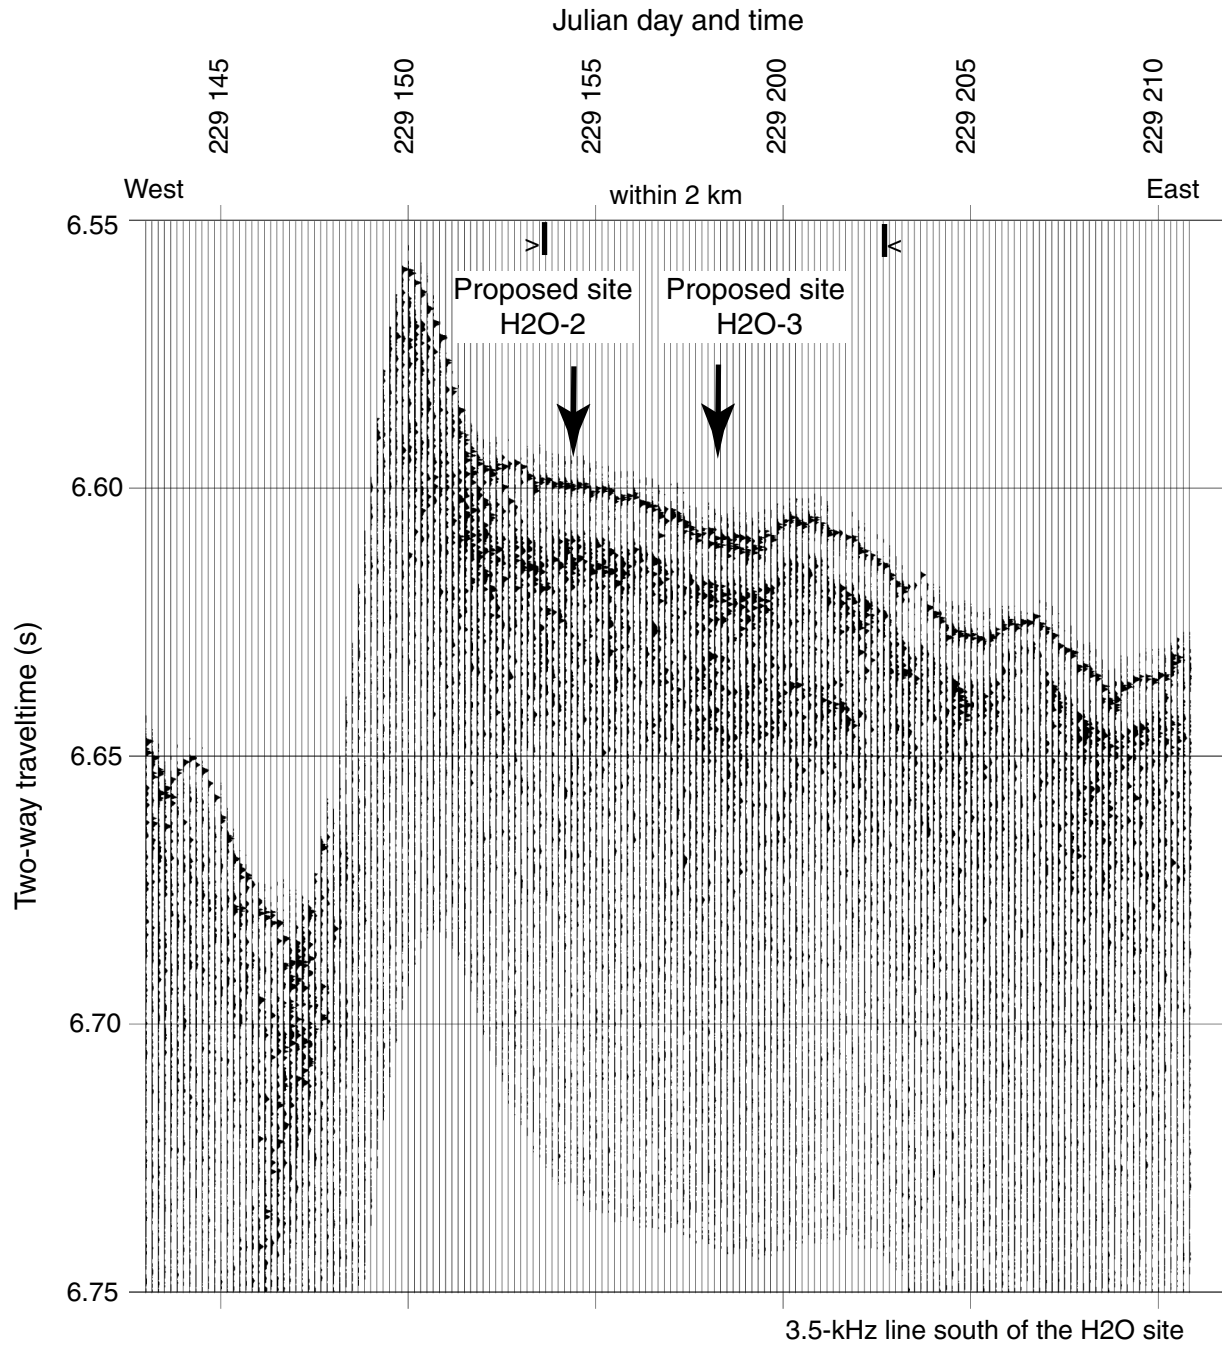 Julian day and time
229 145
229 150
229 155
229 200
229 205
229 210
West
within 2 km
East
6.55
>
<
Proposed site
H2O-2
Proposed site
H2O-3
6.60
Two-way traveltime (s)
6.65
6.70
6.75
3.5-kHz line south of the H2O site